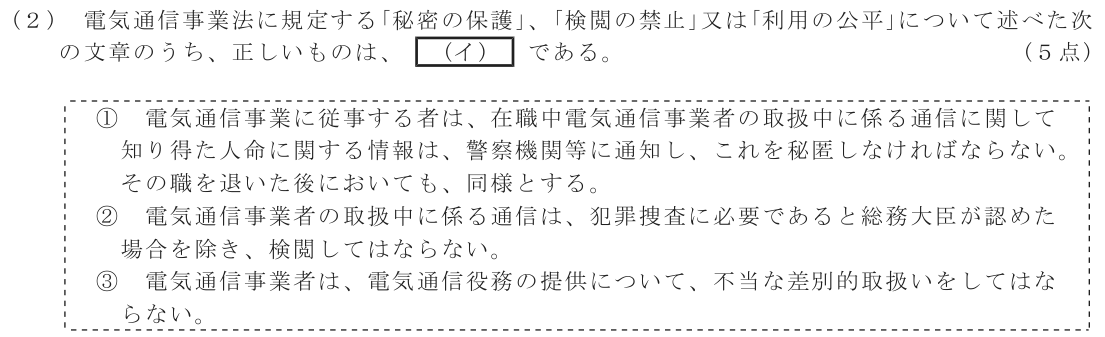 (２)　電気通信事業法に規定する｢秘密の保護｣、｢検閲の禁止｣又は｢利用の公平｣について述べた次
の文章のうち、正しいものは、 (イ) である。 (５点)
①　電気通信事業に従事する者は、在職中電気通信事業者の取扱中に係る通信に関して
知り得た人命に関する情報は、警察機関等に通知し、これを秘匿しなければならない。
その職を退いた後においても、同様とする。
②　電気通信事業者の取扱中に係る通信は、犯罪捜査に必要であると総務大臣が認めた
場合を除き、検閲してはならない。
③　電気通信事業者は、電気通信役務の提供について、不当な差別的取扱いをしてはな
らない。